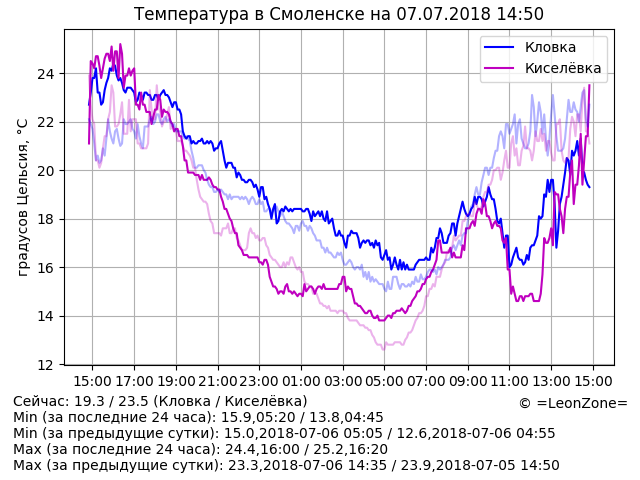 Температура в Смоленске на 07.07.2018 14:50
Кловка
Киселёвка
градусов Цельсия, °C
24
22
20
18
16
14
12
15:00 17:00 19:00 21:00 23:00 01:00 03:00 05:00 07:00 09:00 11:00 13:00 15:00
Сейчас: 19.3 / 23.5 (Кловка / Киселёвка)
© =LeonZone=
Min (за последние 24 часа): 15.9,05:20 / 13.8,04:45
Min (за предыдущие сутки): 15.0,2018-07-06 05:05 / 12.6,2018-07-06 04:55
Max (за последние 24 часа): 24.4,16:00 / 25.2,16:20
Max (за предыдущие сутки): 23.3,2018-07-06 14:35 / 23.9,2018-07-05 14:50